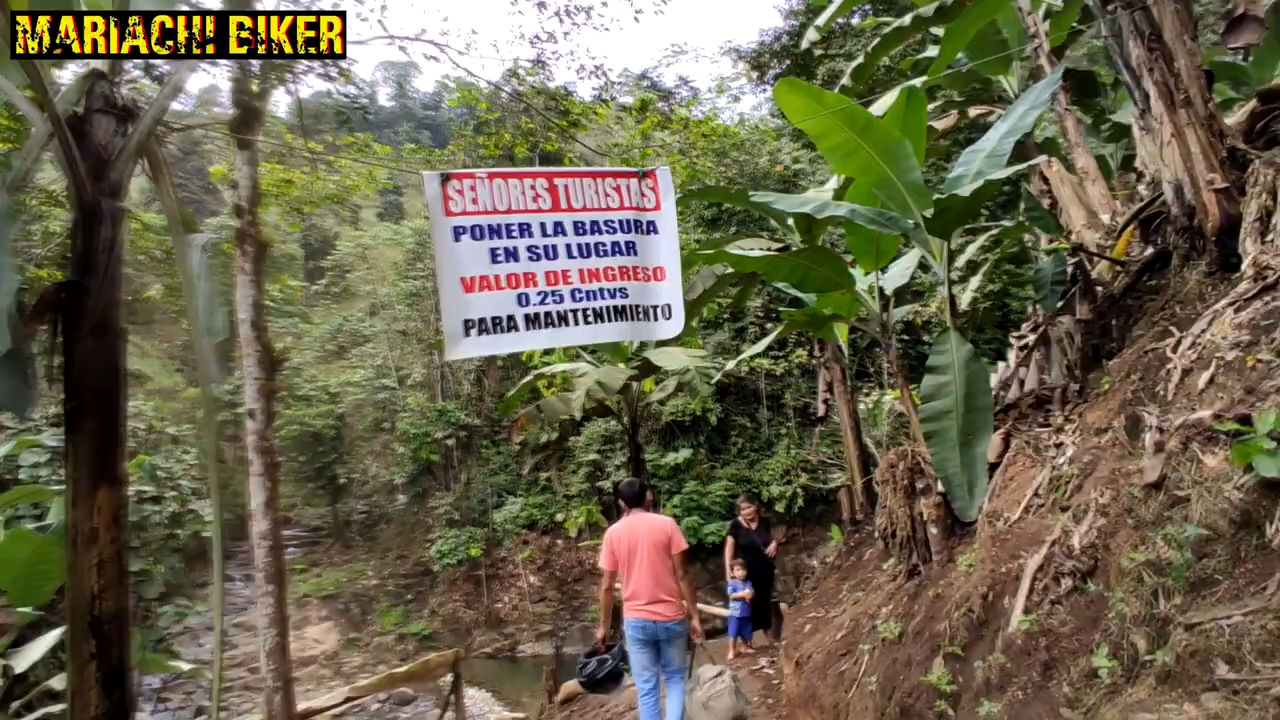 MARIACHI BIKER
SEÑORES TURISTAS
PONER LA BASURA
EN SU LUGAR
VALOR DE INGRESO
0.25 Cntvs
PARA MANTENIMIENTO